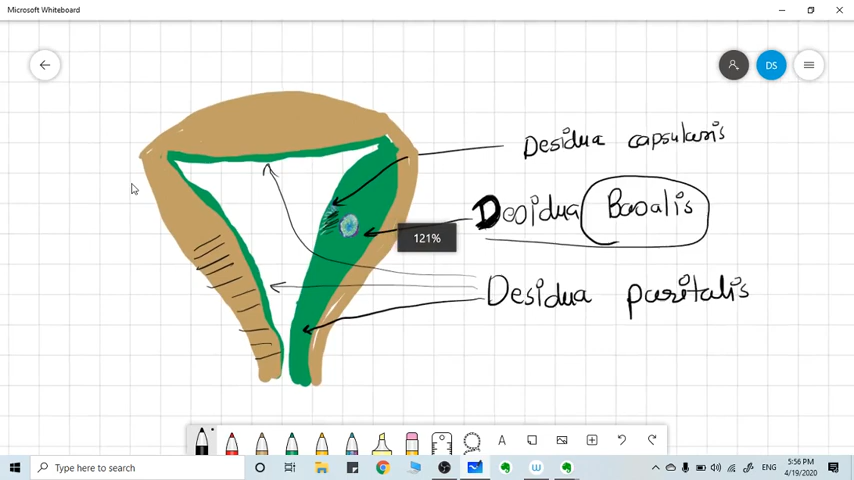 Microsoft Whiteboard
DS
Desidua capsularis
Desidua Basalis
121%
Desidua paritalis
A
Type here to search
ENG
5:56 PM
4/19/2020